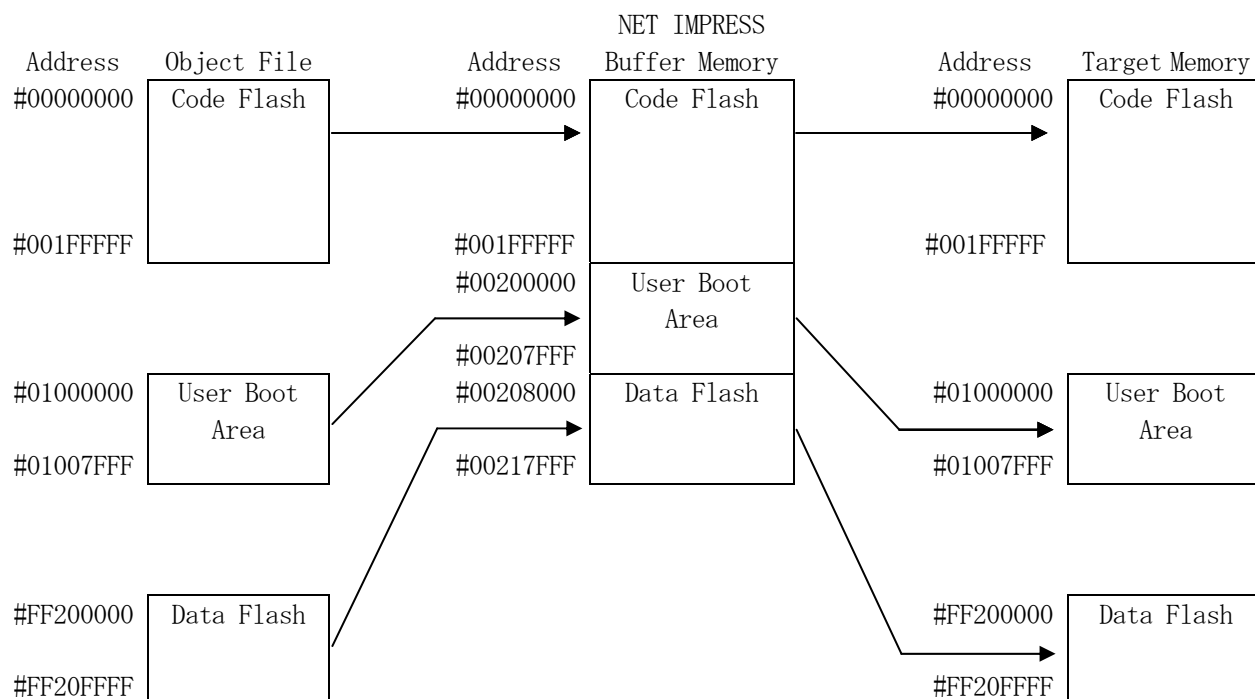 NET IMPRESS
Address Object File Address Buffer Memory Address Target Memory
#00000000 Code Flash #00000000 Code Flash #00000000 Code Flash
#001FFFFF #001FFFFF #001FFFFF
#00200000 User Boot
Area
#00207FFF
#01000000 User Boot #00208000 Data Flash #01000000 User Boot
Area Area
#01007FFF #00217FFF #01007FFF
#FF200000 Data Flash #FF200000 Data Flash
#FF20FFFF #FF20FFFF